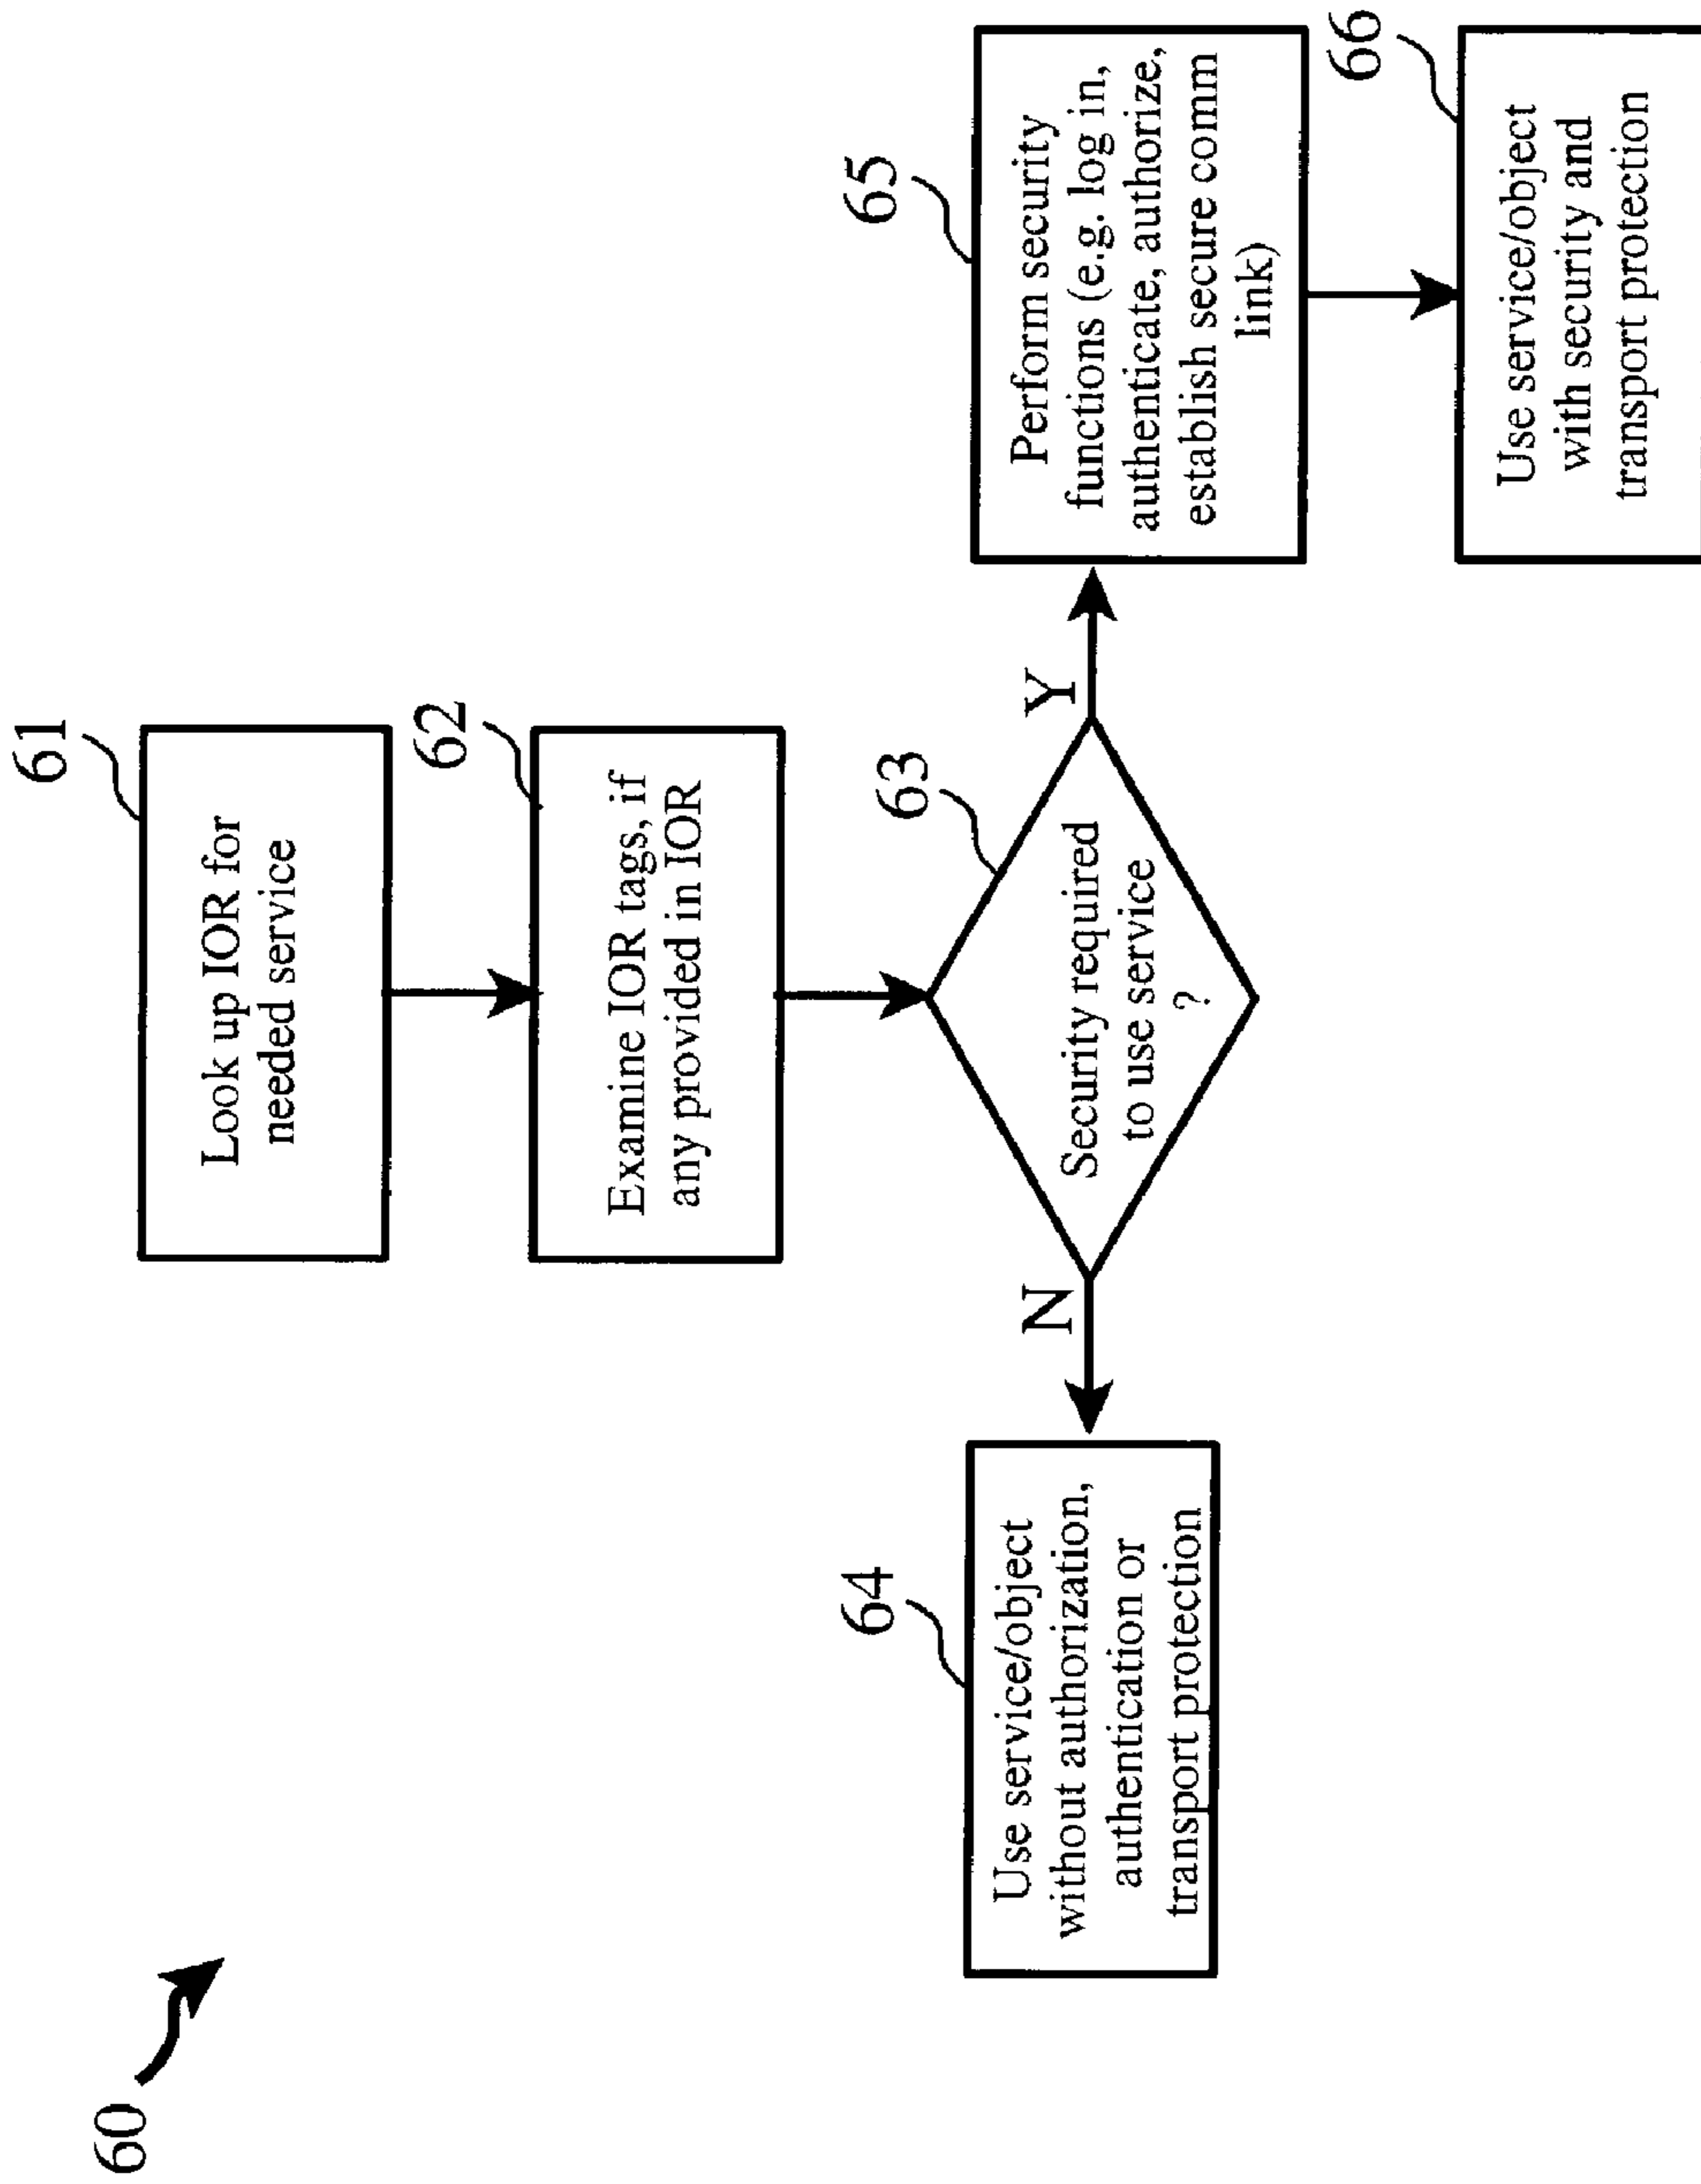 60
61
Look up IOR for
needed service
62
Examine IOR tags, if
any provided in IOR
63
Security required
to use service
?
N
Y
64
Use service/object
without authorization,
authentication or
transport protection
65
Perform security
functions (e.g. log in,
authenticate, authorize,
establish secure comm
link)
66
Use service/object
with security and
transport protection